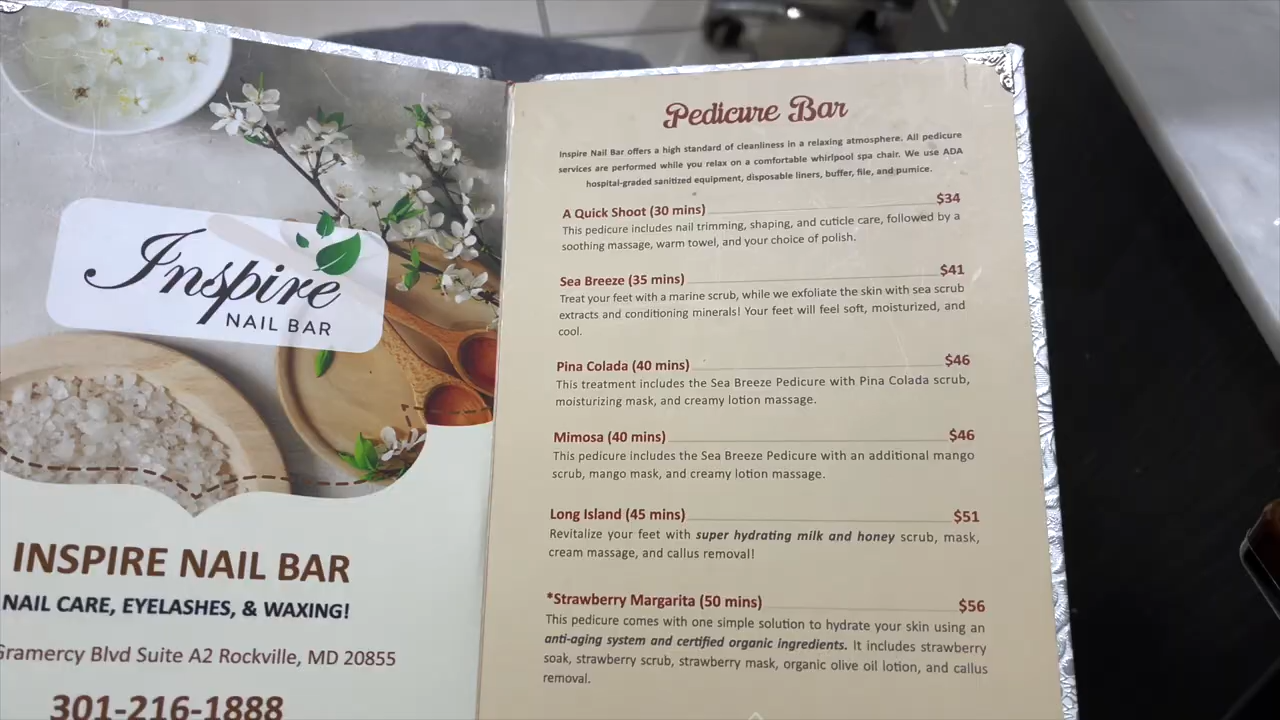 Inspire
NAIL BAR
INSPIRE NAIL BAR
NAIL CARE, EYELASHES, & WAXING!
Gramercy Blvd Suite A2 Rockville, MD 20855
301-216-1888
Pedicure Bar
Inspire Nail Bar offers a high standard of cleanliness in a relaxing atmosphere. All pedicure
services are performed while you relax on a comfortable whirlpool spa chair. We use ADA
hospital-graded sanitized equipment, disposable liners, buffer, file, and pumice.
A Quick Shoot (30 mins) $34
This pedicure includes nail trimming, shaping, and cuticle care, followed by a
soothing massage, warm towel, and your choice of polish.
Sea Breeze (35 mins) $41
Treat your feet with a marine scrub, while we exfoliate the skin with sea scrub
extracts and conditioning minerals! Your feet will feel soft, moisturized, and
cool.
Pina Colada (40 mins) $46
This treatment includes the Sea Breeze Pedicure with Pina Colada scrub,
moisturizing mask, and creamy lotion massage.
Mimosa (40 mins) $46
This pedicure includes the Sea Breeze Pedicure with an additional mango
scrub, mango mask, and creamy lotion massage.
Long Island (45 mins) $51
Revitalize your feet with super hydrating milk and honey scrub, mask,
cream massage, and callus removal!
*Strawberry Margarita (50 mins) $56
This pedicure comes with one simple solution to hydrate your skin using an
anti-aging system and certified organic ingredients. It includes strawberry
soak, strawberry scrub, strawberry mask, organic olive oil lotion, and callus
removal.